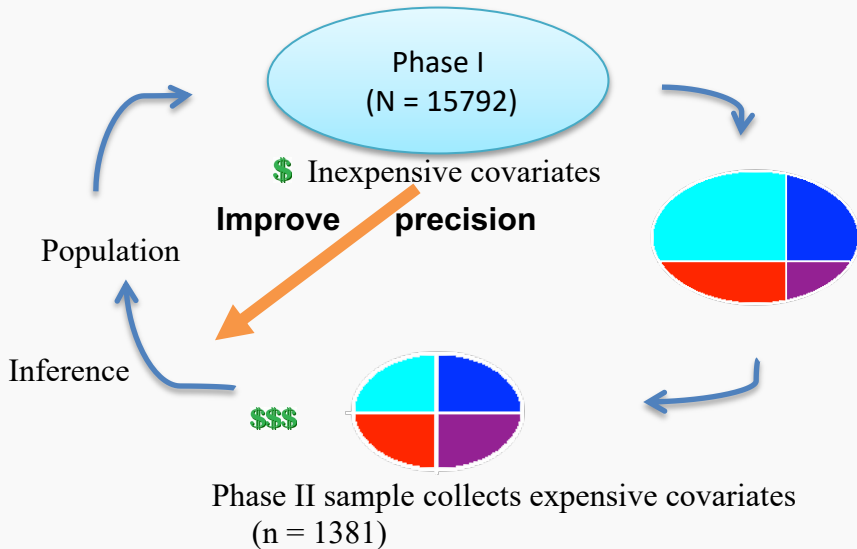 Phase I
(N = 15792)
$ Inexpensive covariates
Improve precision
Population
Inference
$$$
Phase II sample collects expensive covariates
(n = 1381)